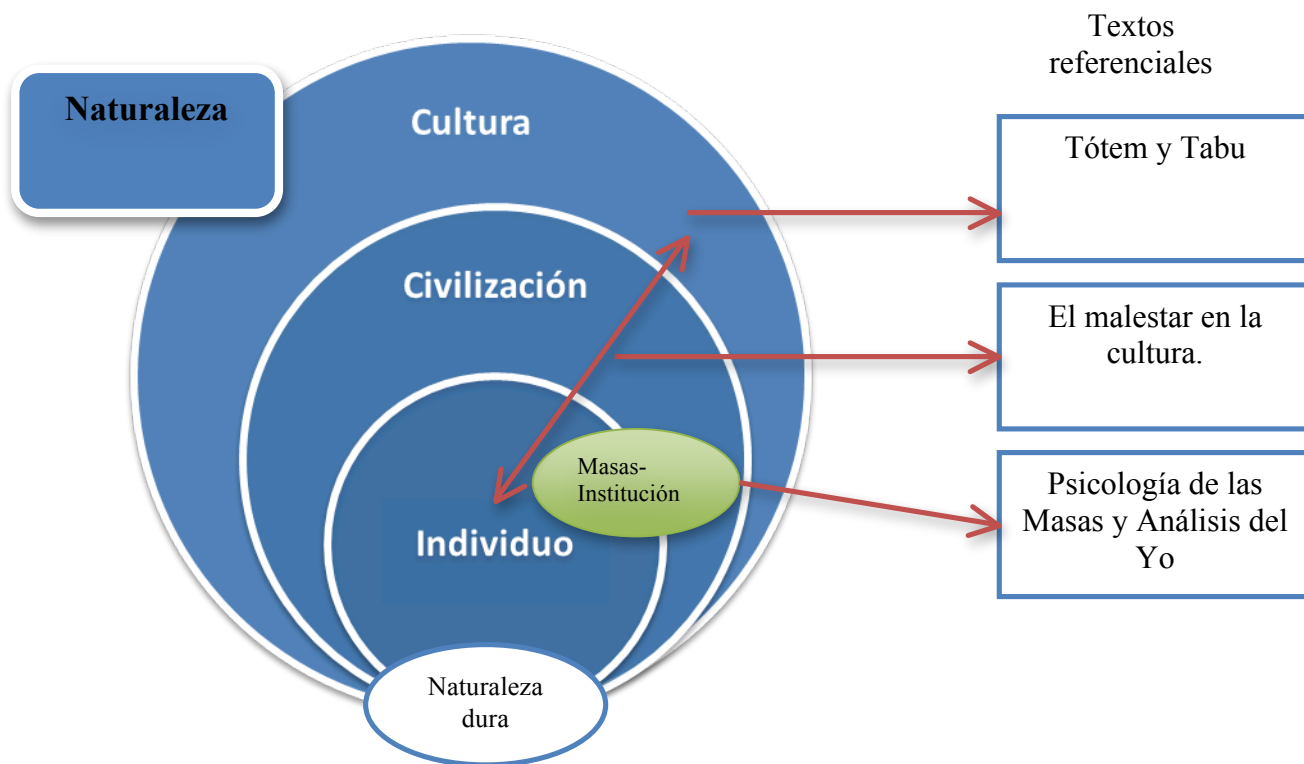 Textos
referenciales
Naturaleza
Cultura
Tótem y Tabu
Civilización
El malestar en la
cultura.
Masas-
Institución
Psicología de las
Masas y Análisis del
Yo
Individuo
Naturaleza
dura